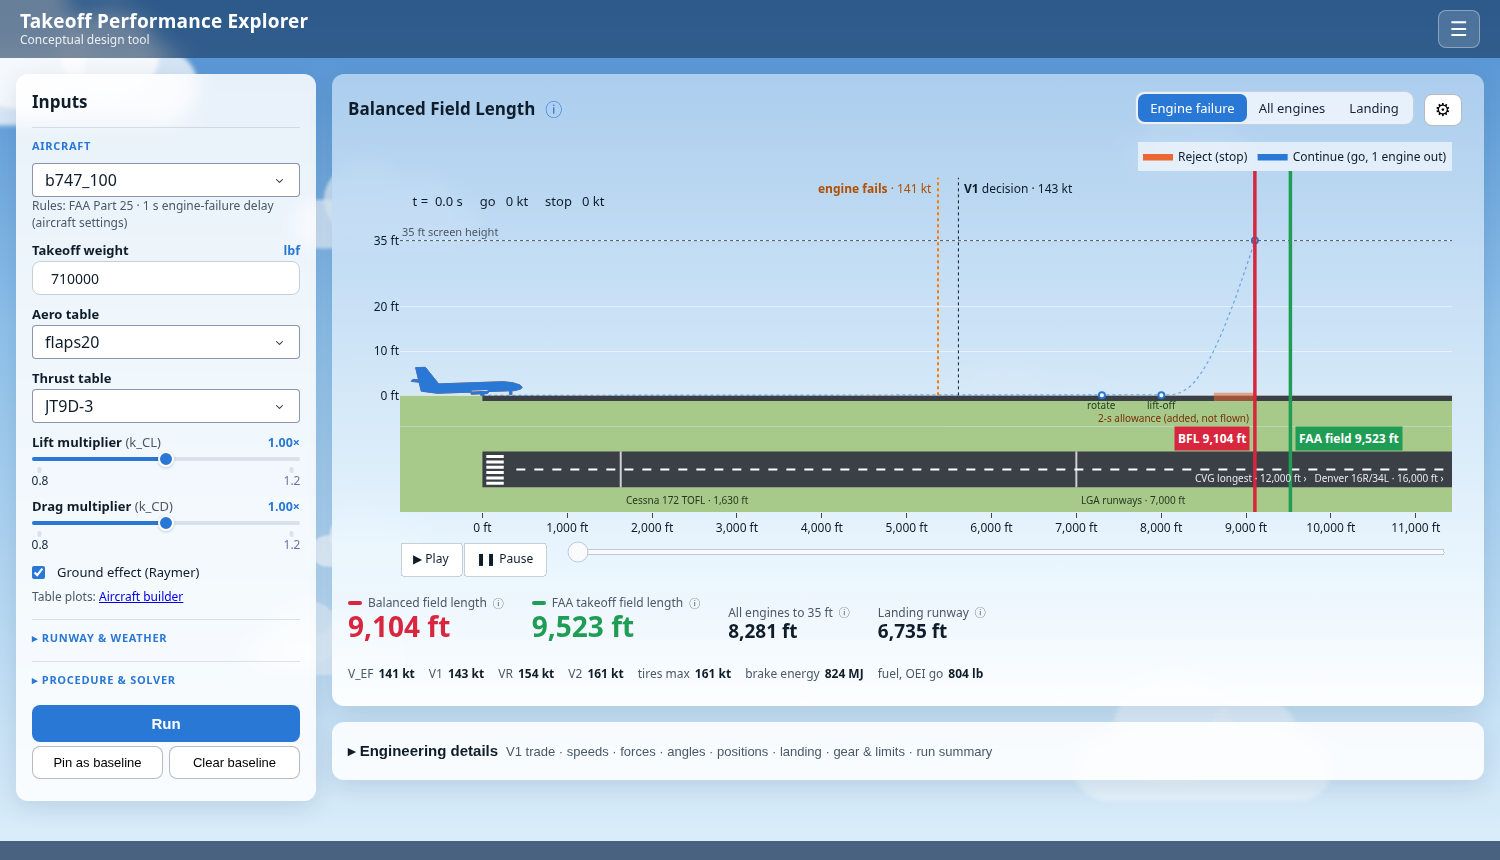 Takeoff Performance Explorer
Conceptual design tool
☰
Inputs
AIRCRAFT
b747_100
Rules: FAA Part 25 · 1 s engine-failure delay
(aircraft settings)
Takeoff weight lbf
710000
Aero table
flaps20
Thrust table
JT9D-3
Lift multiplier (k_CL) 1.00×
0.8 1.2
Drag multiplier (k_CD) 1.00×
0.8 1.2
Ground effect (Raymer)
Table plots: Aircraft builder
▸ RUNWAY & WEATHER
▸ PROCEDURE & SOLVER
Run
Pin as baseline Clear baseline
Balanced Field Length ⓘ
Engine failure All engines Landing ⚙
Reject (stop) Continue (go, 1 engine out)
engine fails · 141 kt V1 decision · 143 kt
t = 0.0 s go 0 kt stop 0 kt
35 ft screen height
35 ft
20 ft
10 ft
0 ft
rotate lift-off
2-s allowance (added, not flown)
BFL 9,104 ft FAA field 9,523 ft
CVG longest · 12,000 ft › Denver 16R/34L · 16,000 ft ›
Cessna 172 TOFL · 1,630 ft LGA runways · 7,000 ft
0 ft 1,000 ft 2,000 ft 3,000 ft 4,000 ft 5,000 ft 6,000 ft 7,000 ft 8,000 ft 9,000 ft 10,000 ft 11,000 ft
▶ Play ❚❚ Pause
Balanced field length ⓘ FAA takeoff field length ⓘ All engines to 35 ft ⓘ Landing runway ⓘ
9,104 ft 9,523 ft 8,281 ft 6,735 ft
V_EF 141 kt V1 143 kt VR 154 kt V2 161 kt tires max 161 kt brake energy 824 MJ fuel, OEI go 804 lb
▸ Engineering details V1 trade · speeds · forces · angles · positions · landing · gear & limits · run summary